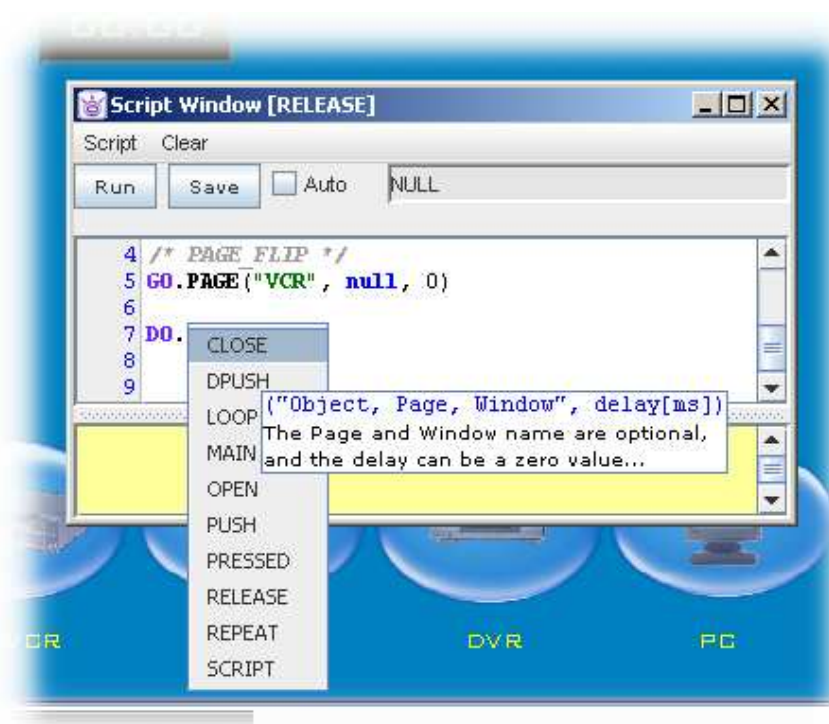 Script Window [RELEASE]
Script Clear
Run Save Auto NULL
4 /* PAGE_FLIP */
5 GO.PAGE("VCR", null, 0)
6
7 DO.
8
9
CLOSE
DPUSH
LOOP
MAIN
OPEN
PUSH
PRESSED
RELEASE
REPEAT
SCRIPT
("Object, Page, Window", delay[ms])
The Page and Window name are optional,
and the delay can be a zero value...
DVR PC